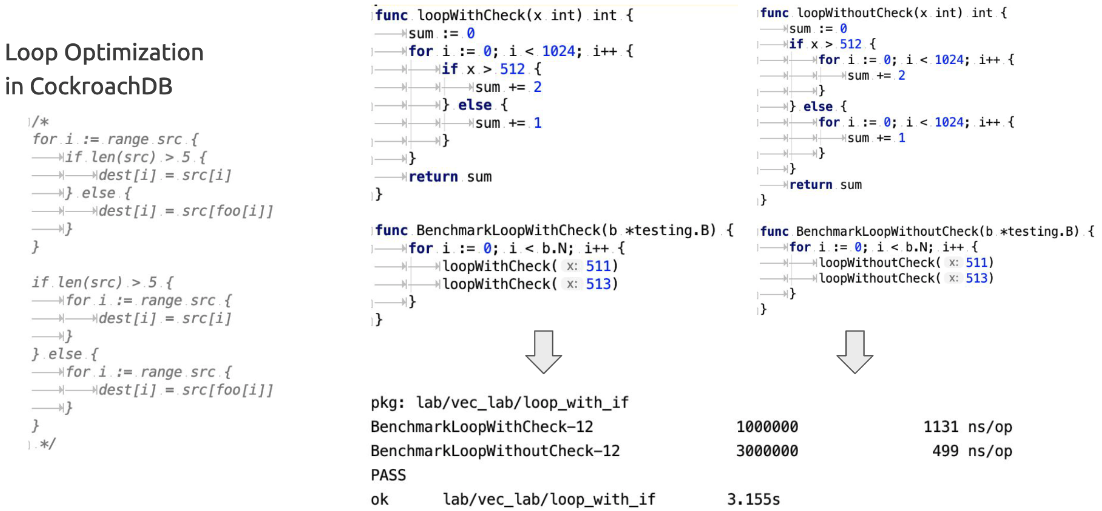 Loop Optimization
in CockroachDB
/*
for i := range src {
if len(src) > 5 {
dest[i] = src[i]
} else {
dest[i] = src[foo[i]]
}
}
if len(src) > 5 {
for i := range src {
dest[i] = src[i]
}
} else {
for i := range src {
dest[i] = src[foo[i]]
}
}
*/
func loopWithCheck(x int) int {
sum := 0
for i := 0; i < 1024; i++ {
if x > 512 {
sum += 2
} else {
sum += 1
}
}
return sum
}
func BenchmarkLoopWithCheck(b *testing.B) {
for i := 0; i < b.N; i++ {
loopWithCheck( x: 511)
loopWithCheck( x: 513)
}
}
func loopWithoutCheck(x int) int {
sum := 0
if x > 512 {
for i := 0; i < 1024; i++ {
sum += 2
}
} else {
for i := 0; i < 1024; i++ {
sum += 1
}
}
return sum
}
func BenchmarkLoopWithoutCheck(b *testing.B) {
for i := 0; i < b.N; i++ {
loopWithoutCheck( x: 511)
loopWithoutCheck( x: 513)
}
}
pkg: lab/vec_lab/loop_with_if
BenchmarkLoopWithCheck-12 1000000 1131 ns/op
BenchmarkLoopWithoutCheck-12 3000000 499 ns/op
PASS
ok lab/vec_lab/loop_with_if 3.155s